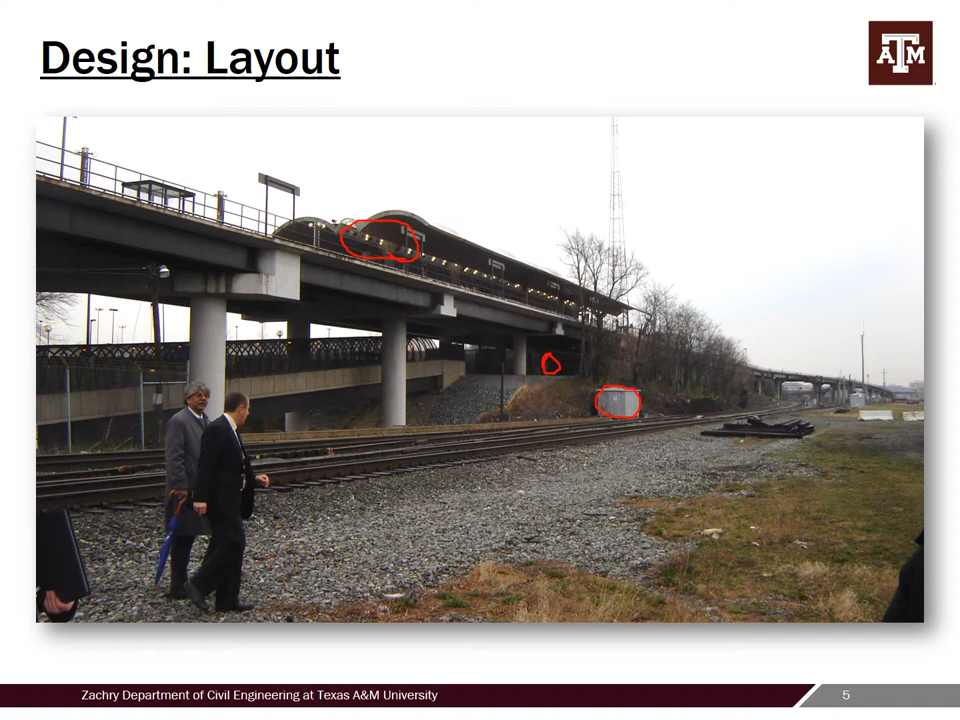 Design: Layout
ATM
Zachry Department of Civil Engineering at Texas A&M University
5